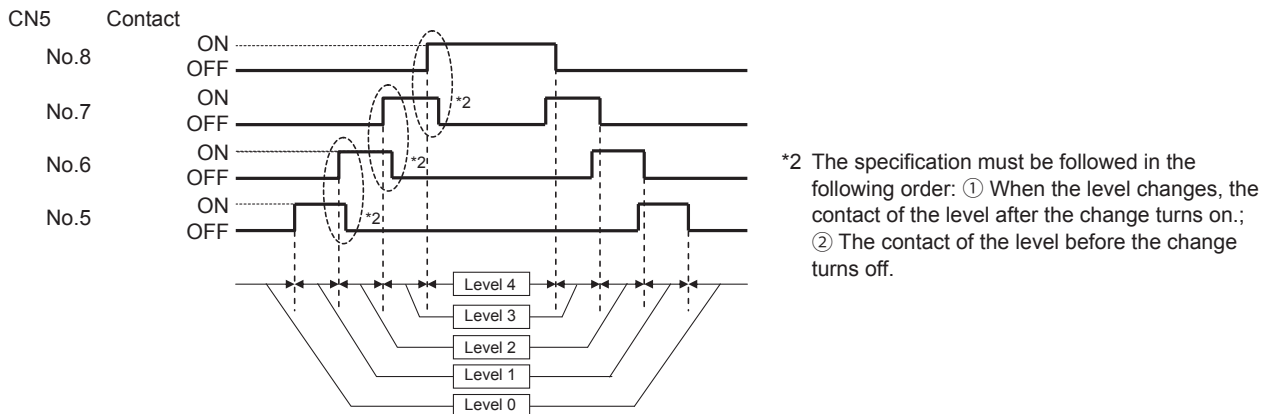 CN5 Contact
No.8 ON
OFF
No.7 ON
OFF
*2
No.6 ON
OFF
*2
No.5 ON
OFF
*2
Level 4
Level 3
Level 2
Level 1
Level 0
*2 The specification must be followed in the
following order: ① When the level changes, the
contact of the level after the change turns on.;
② The contact of the level before the change
turns off.